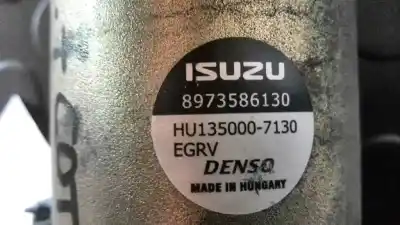 ISUZU
8973586130
HU135000-7130
EGRV
DENSO
MADE IN HUNGARY